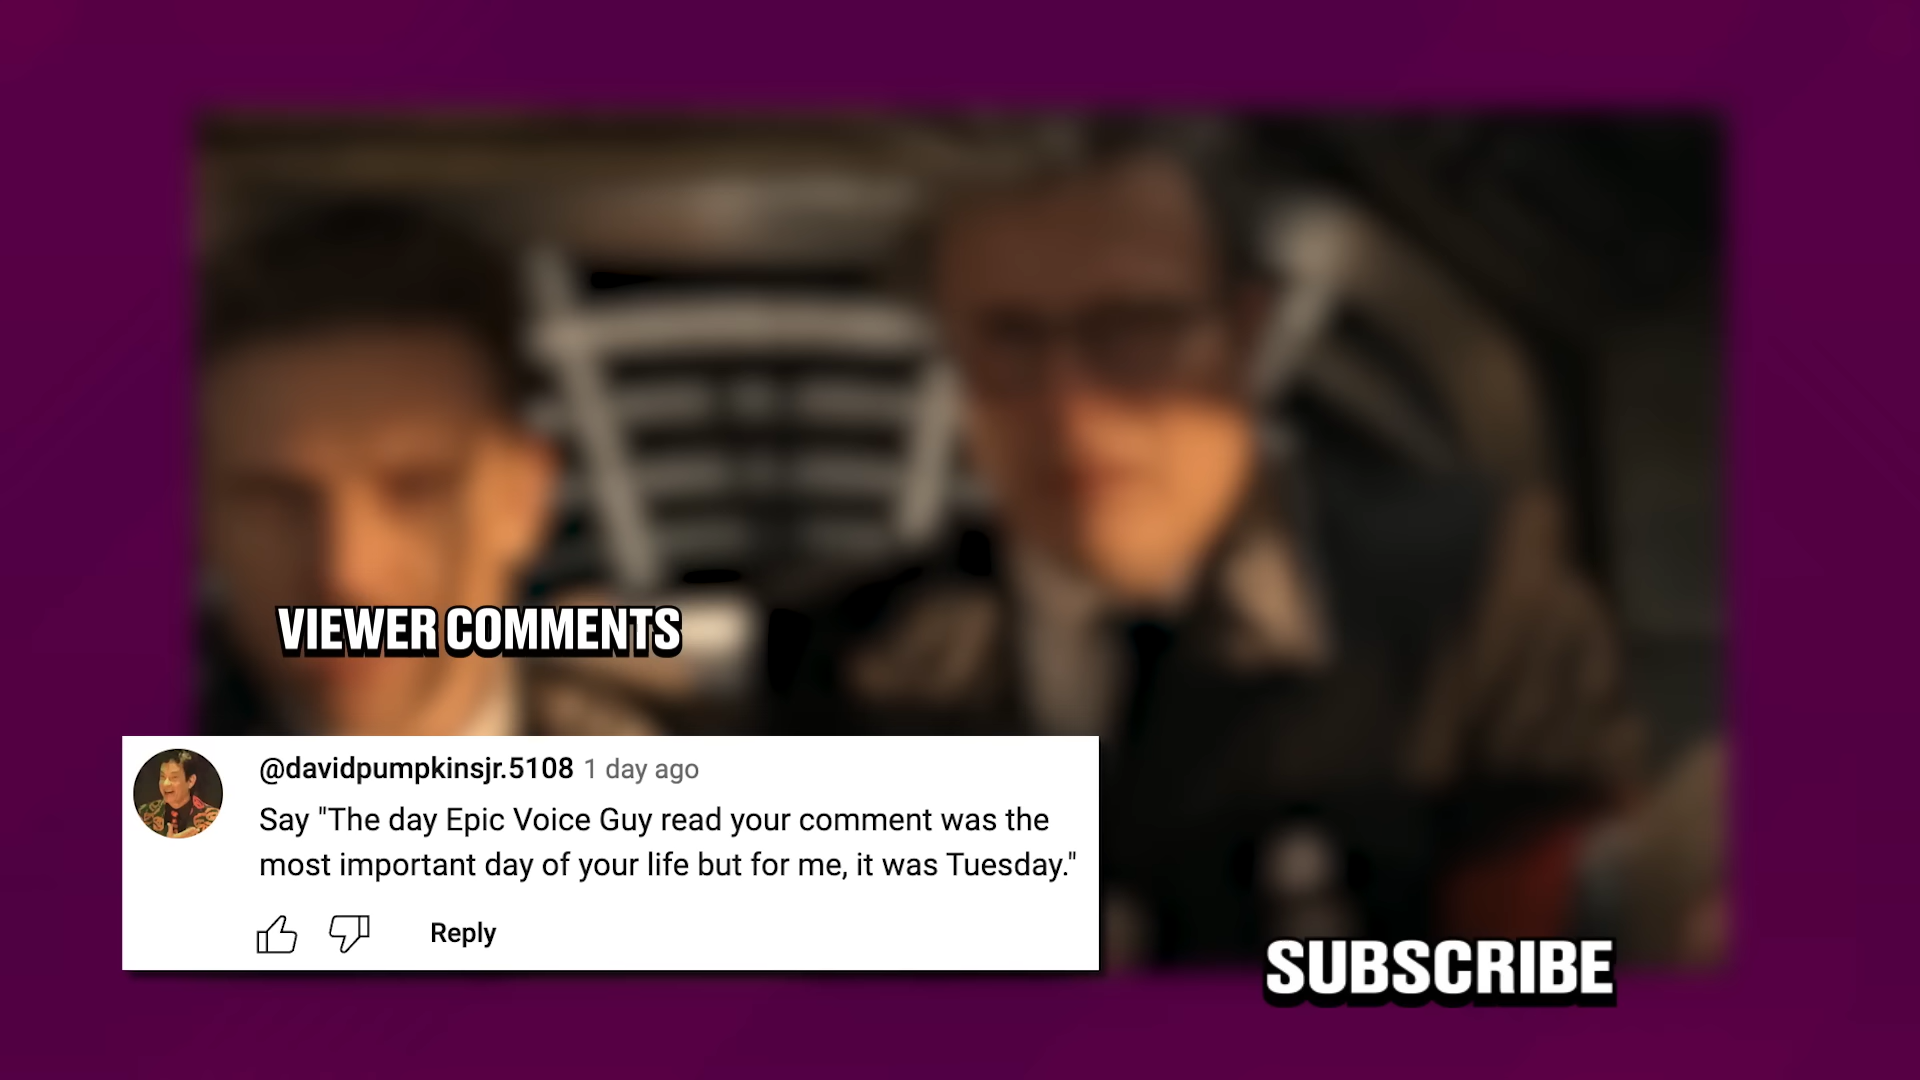 VIEWER COMMENTS
@davidpumpkinsjr.5108 1 day ago
Say "The day Epic Voice Guy read your comment was the
most important day of your life but for me, it was Tuesday."
Reply
SUBSCRIBE